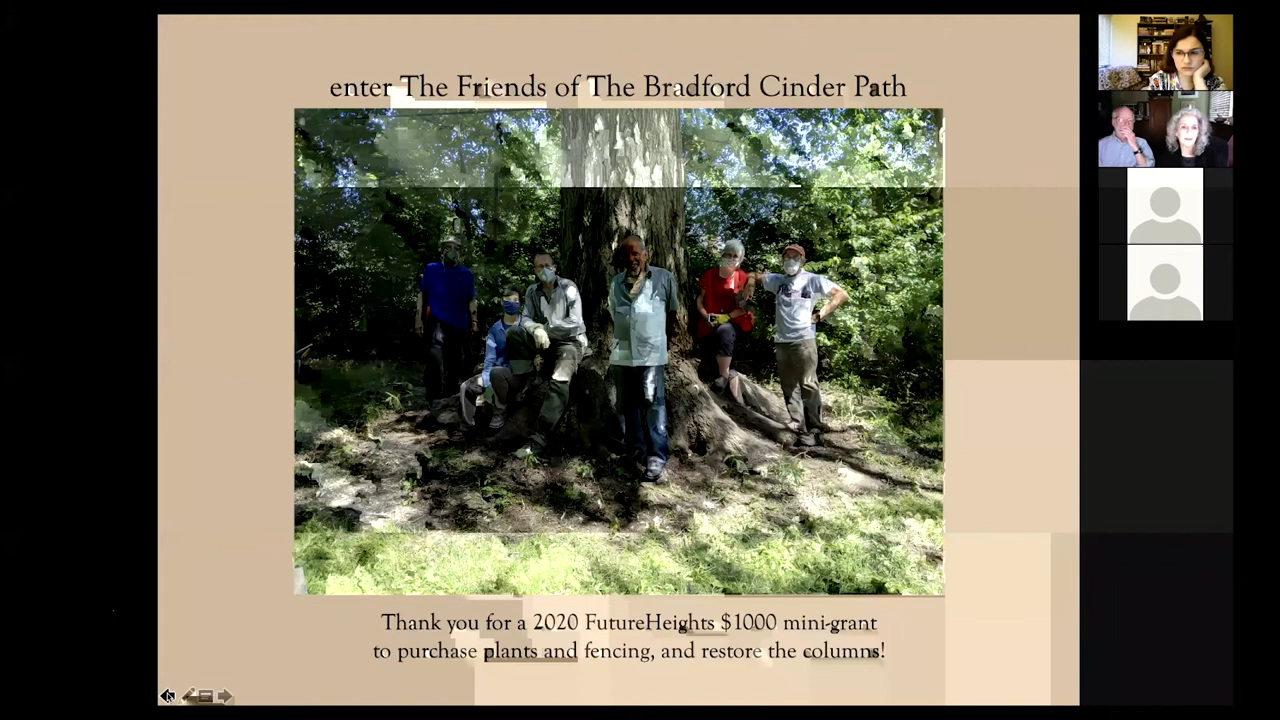 enter The Friends of The Bradford Cinder Path
Thank you for a 2020 FutureHeights $1000 mini-grant
to purchase plants and fencing, and restore the columns!